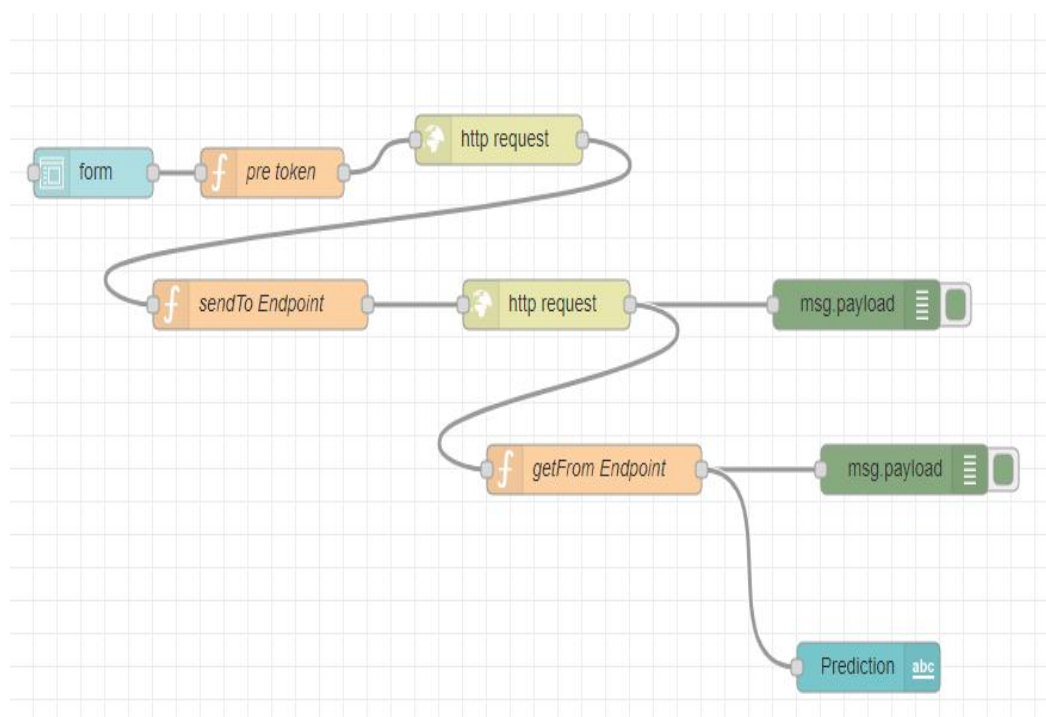 http request
form
pre token
sendTo Endpoint
http request
msg.payload
getFrom Endpoint
msg.payload
Prediction
abc